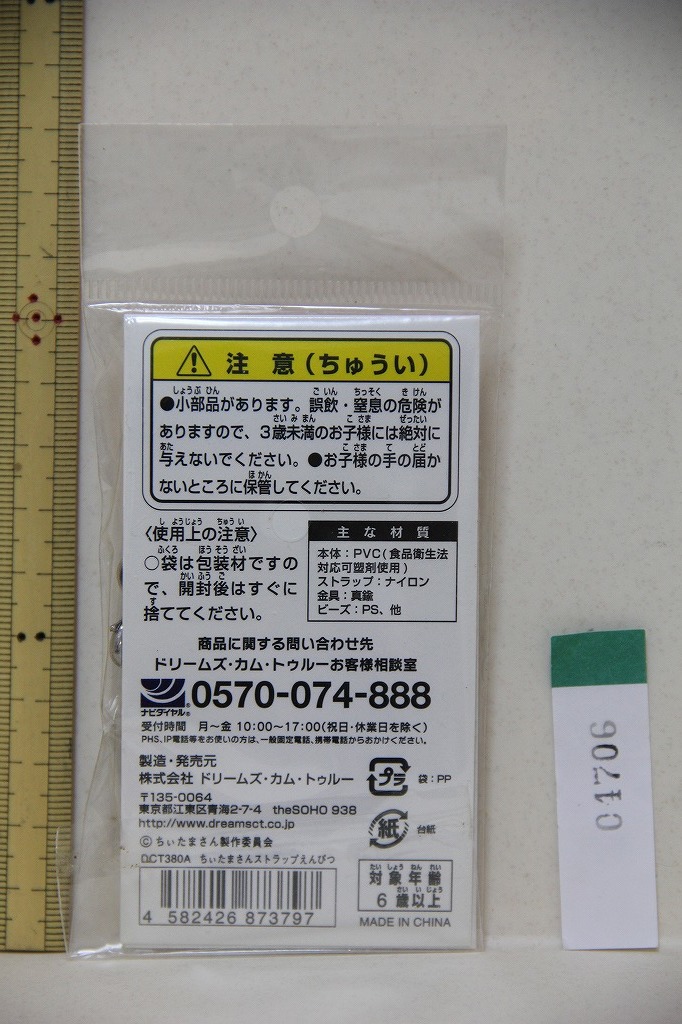 注意(ちゅうい)
●小部品があります。誤飲・窒息の危険が
ありますので、3歳未満のお子様には絶対に
与えないでください。●お子様の手の届か
ないところに保管してください。
〈使用上の注意〉
○袋は包装材ですの
で、開封後はすぐに
捨ててください。
主な材質
本体：PVC(食品衛生法
対応可塑剤使用)
ストラップ：ナイロン
金具：真鍮
ビーズ：PS、他
商品に関する問い合わせ先
ドリームズ・カム・トゥルーお客様相談室
ナビダイヤル® 0570-074-888
受付時間 月～金 10:00～17:00(祝日・休業日を除く)
PHS、IP電話等をお使いの方は、一般固定電話、携帯電話からおかけください。
製造・発売元
株式会社 ドリームズ・カム・トゥルー
〒135-0064
東京都江東区青海2-7-4 theSOHO 938
http://www.dreamsct.co.jp
プラ 袋：PP
紙 台紙
©ちぃたまさん製作委員会
DCT380A ちぃたまさんストラップえんぴつ
4 582426 873797
対象年齢
6歳以上
MADE IN CHINA
04706